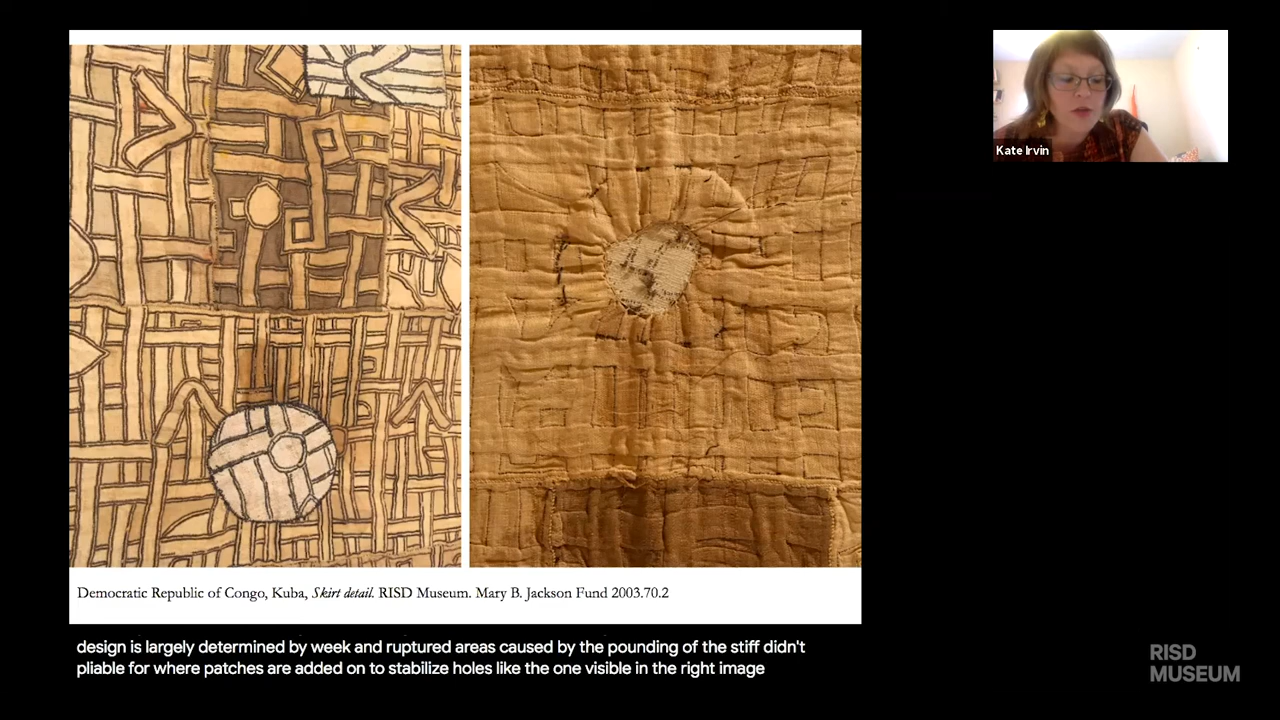 Kate Irvin
Democratic Republic of Congo, Kuba, Skirt detail. RISD Museum. Mary B. Jackson Fund 2003.70.2
design is largely determined by week and ruptured areas caused by the pounding of the stiff didn't
pliable for where patches are added on to stabilize holes like the one visible in the right image
RISD
MUSEUM